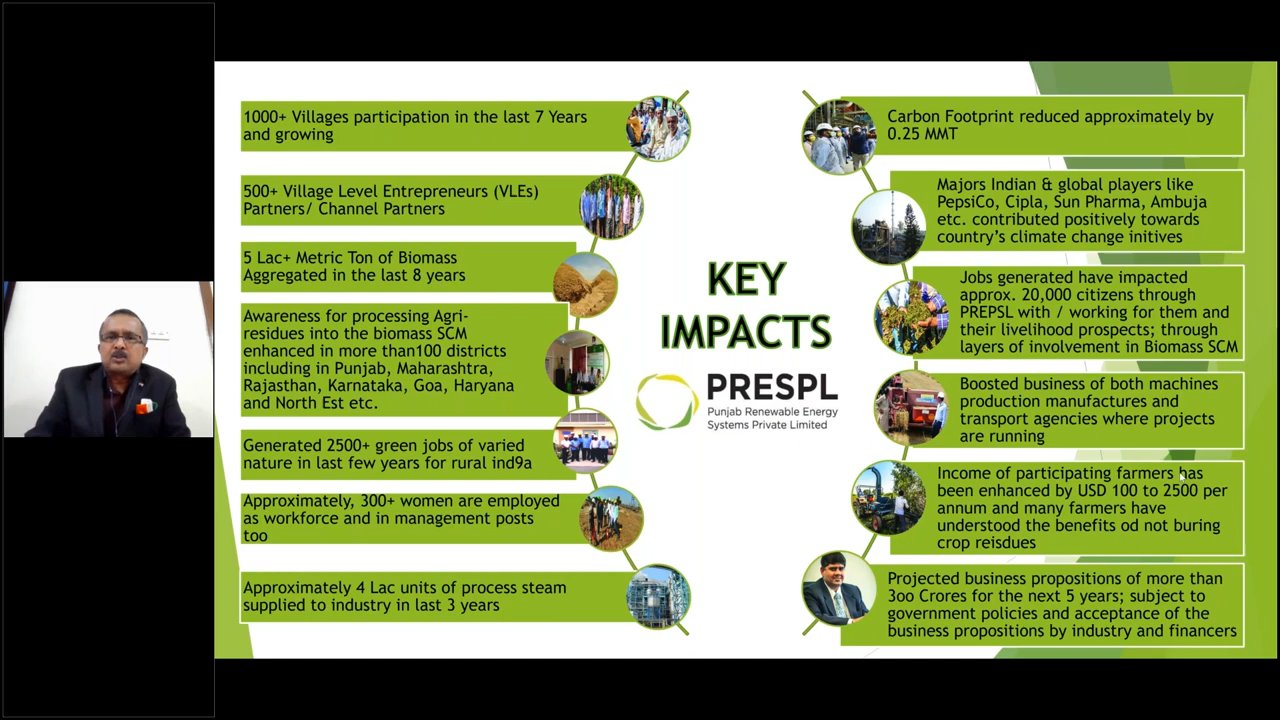 1000+ Villages participation in the last 7 Years
and growing
500+ Village Level Entrepreneurs (VLEs)
Partners/ Channel Partners
5 Lac+ Metric Ton of Biomass
Aggregated in the last 8 years
Awareness for processing Agri-
residues into the biomass SCM
enhanced in more than100 districts
including in Punjab, Maharashtra,
Rajasthan, Karnataka, Goa, Haryana
and North Est etc.
Generated 2500+ green jobs of varied
nature in last few years for rural ind9a
Approximately, 300+ women are employed
as workforce and in management posts
too
Approximately 4 Lac units of process steam
supplied to industry in last 3 years
KEY
IMPACTS
PRESPL
Punjab Renewable Energy
Systems Private Limited
Carbon Footprint reduced approximately by
0.25 MMT
Majors Indian & global players like
PepsiCo, Cipla, Sun Pharma, Ambuja
etc. contributed positively towards
country's climate change initives
Jobs generated have impacted
approx. 20,000 citizens through
PREPSL with / working for them and
their livelihood prospects; through
layers of involvement in Biomass SCM
Boosted business of both machines
production manufactures and
transport agencies where projects
are running
Income of participating farmers has
been enhanced by USD 100 to 2500 per
annum and many farmers have
understood the benefits od not buring
crop reisdues
Projected business propositions of more than
3oo Crores for the next 5 years; subject to
government policies and acceptance of the
business propositions by industry and financers